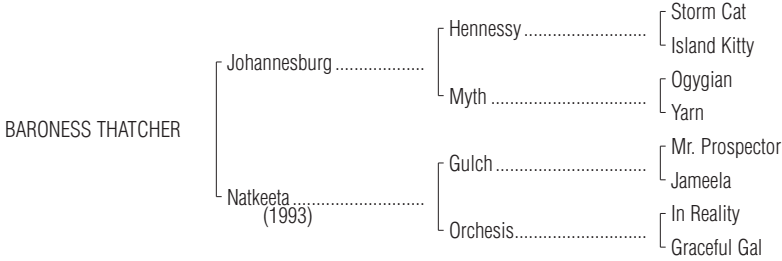 Storm Cat
Hennessy ..............................
Island Kitty
Johannesburg ......................
Ogygian
Myth ......................................
Yarn
BARONESS THATCHER
Mr. Prospector
Gulch .....................................
Jameela
Natkeeta ................................
(1993)
In Reality
Orchesis.................................
Graceful Gal